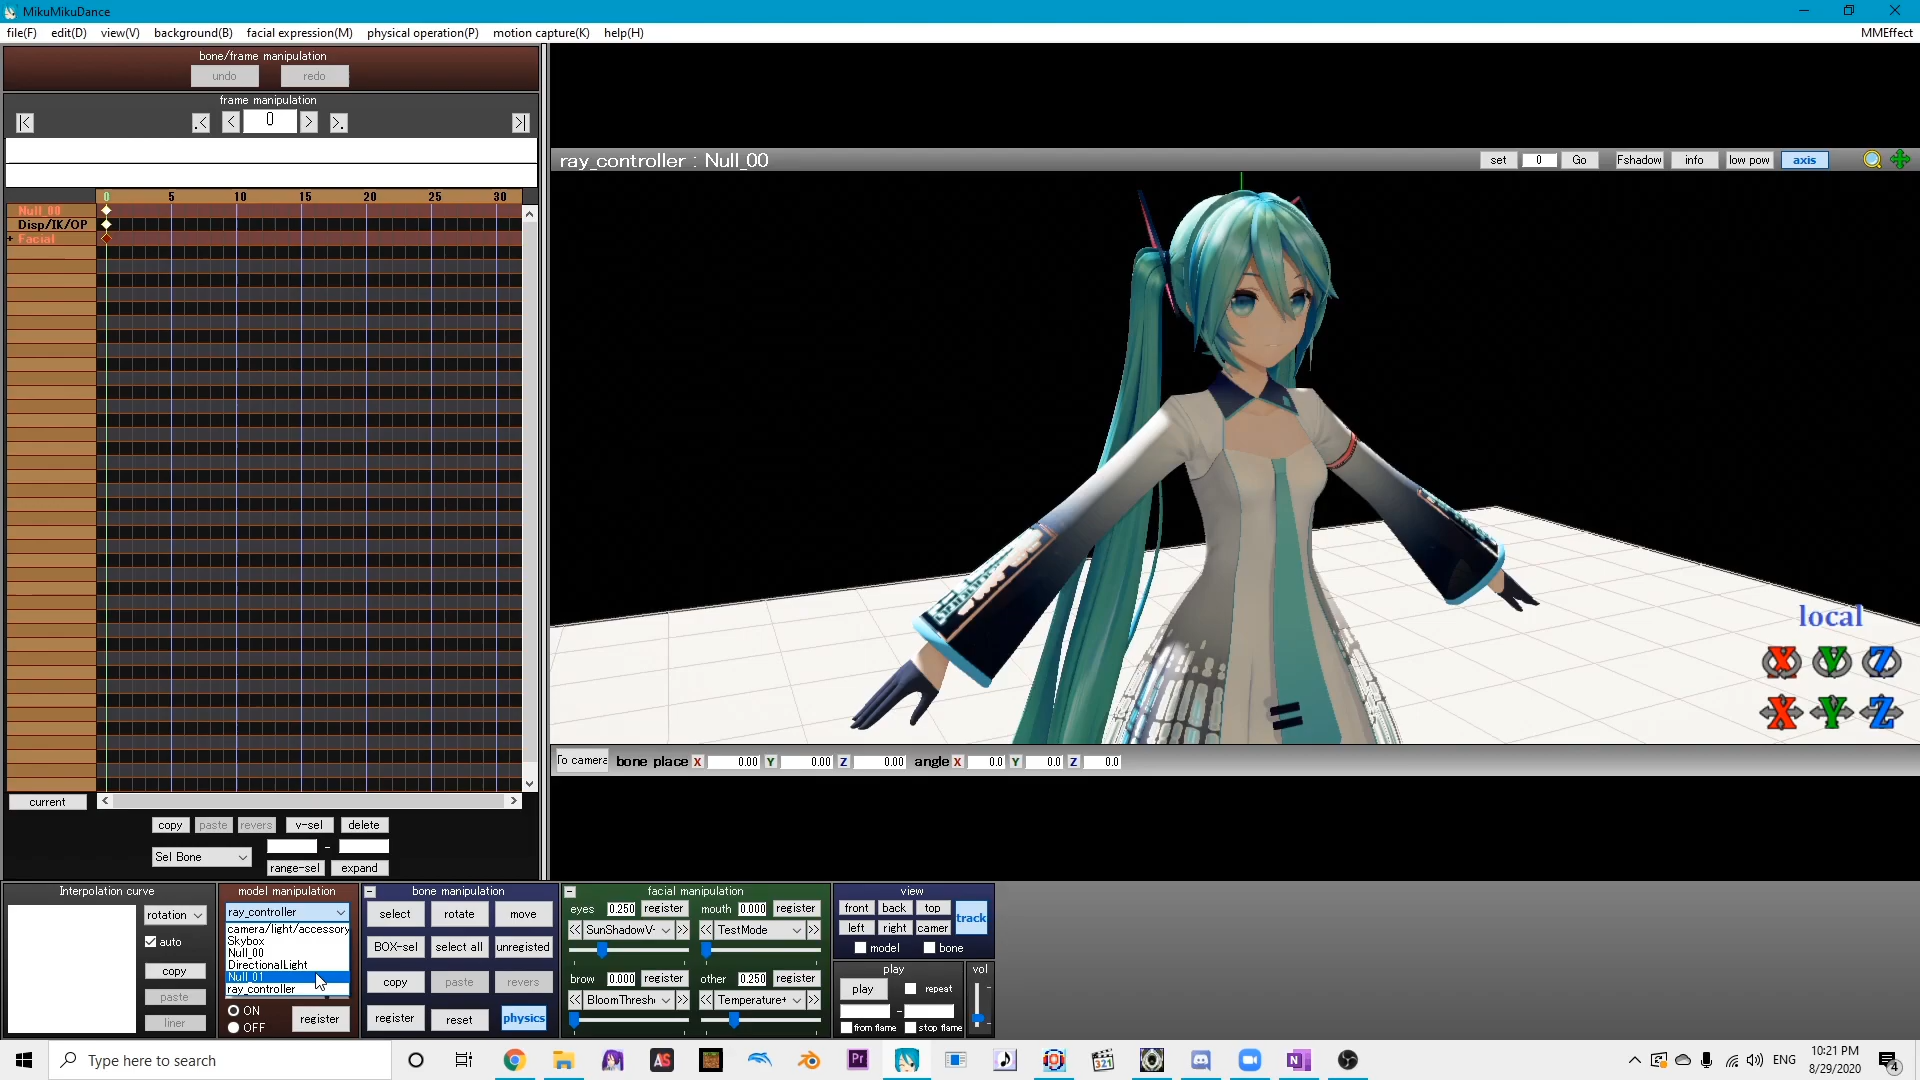 MikuMikuDance
file(F) edit(D) view(V) background(B) facial expression(M) physical operation(P) motion capture(K) help(H) MMEffect
bone/frame manipulation
undo redo
frame manipulation
|< .< < 0 > >. >|
ray_controller : Null_00 set 0 Go Fshadow info low pow axis
0 5 10 15 20 25 30
Null_00
Disp/IK/OP
+ Facial
local
X Y Z
X Y Z
To camera bone place X 0.00 Y 0.00 Z 0.00 angle X 0.0 Y 0.0 Z 0.0
current
copy paste revers v-sel delete
Sel Bone -
range-sel expand
Interpolation curve
rotation
auto
copy
paste
liner
model manipulation
ray_controller
camera/light/accessory
Skybox
Null_00
DirectionalLight
Null_01
ray_controller
ON
OFF
register
bone manipulation
select rotate move
BOX-sel select all unregisted
copy paste revers
register reset physics
facial manipulation
eyes 0.250 register mouth 0.000 register
<< SunShadowV- >> << TestMode >>
brow 0.000 register other 0.250 register
<< BloomThresh >> << Temperature+ >>
view
front back top
left right camer
track
model bone
play
play repeat
-
from flame stop flame
vol
Type here to search
AS
Pr
321
N
ENG
10:21 PM
8/29/2020
4